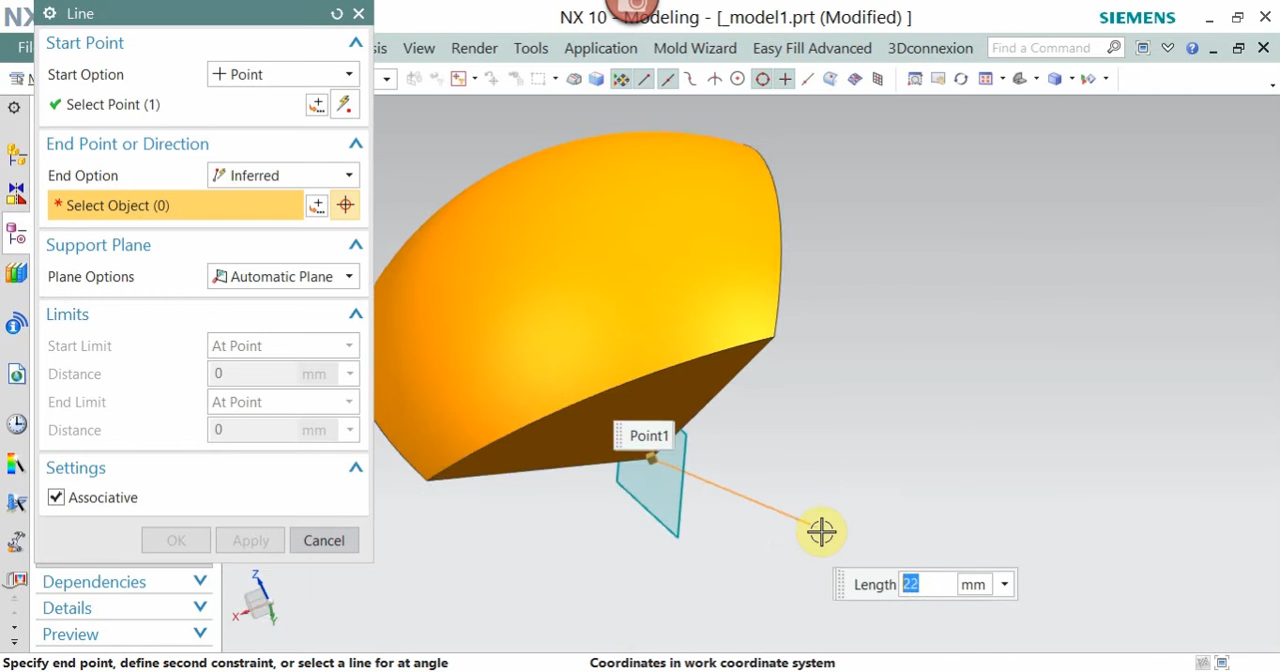 NX
Line
NX 10 - Modeling - [_model1.prt (Modified) ]
SIEMENS
Fil
sis View Render Tools Application Mold Wizard Easy Fill Advanced 3Dconnexion Find a Command
M
Start Point
Start Option Point
Select Point (1)
End Point or Direction
End Option Inferred
* Select Object (0)
Support Plane
Plane Options Automatic Plane
Limits
Start Limit At Point
Distance 0 mm
End Limit At Point
Distance 0 mm
Settings
Associative
OK Apply Cancel
Dependencies
Details
Preview
Point1
Length 22 mm
Z
X
Y
Specify end point, define second constraint, or select a line for at angle
Coordinates in work coordinate system